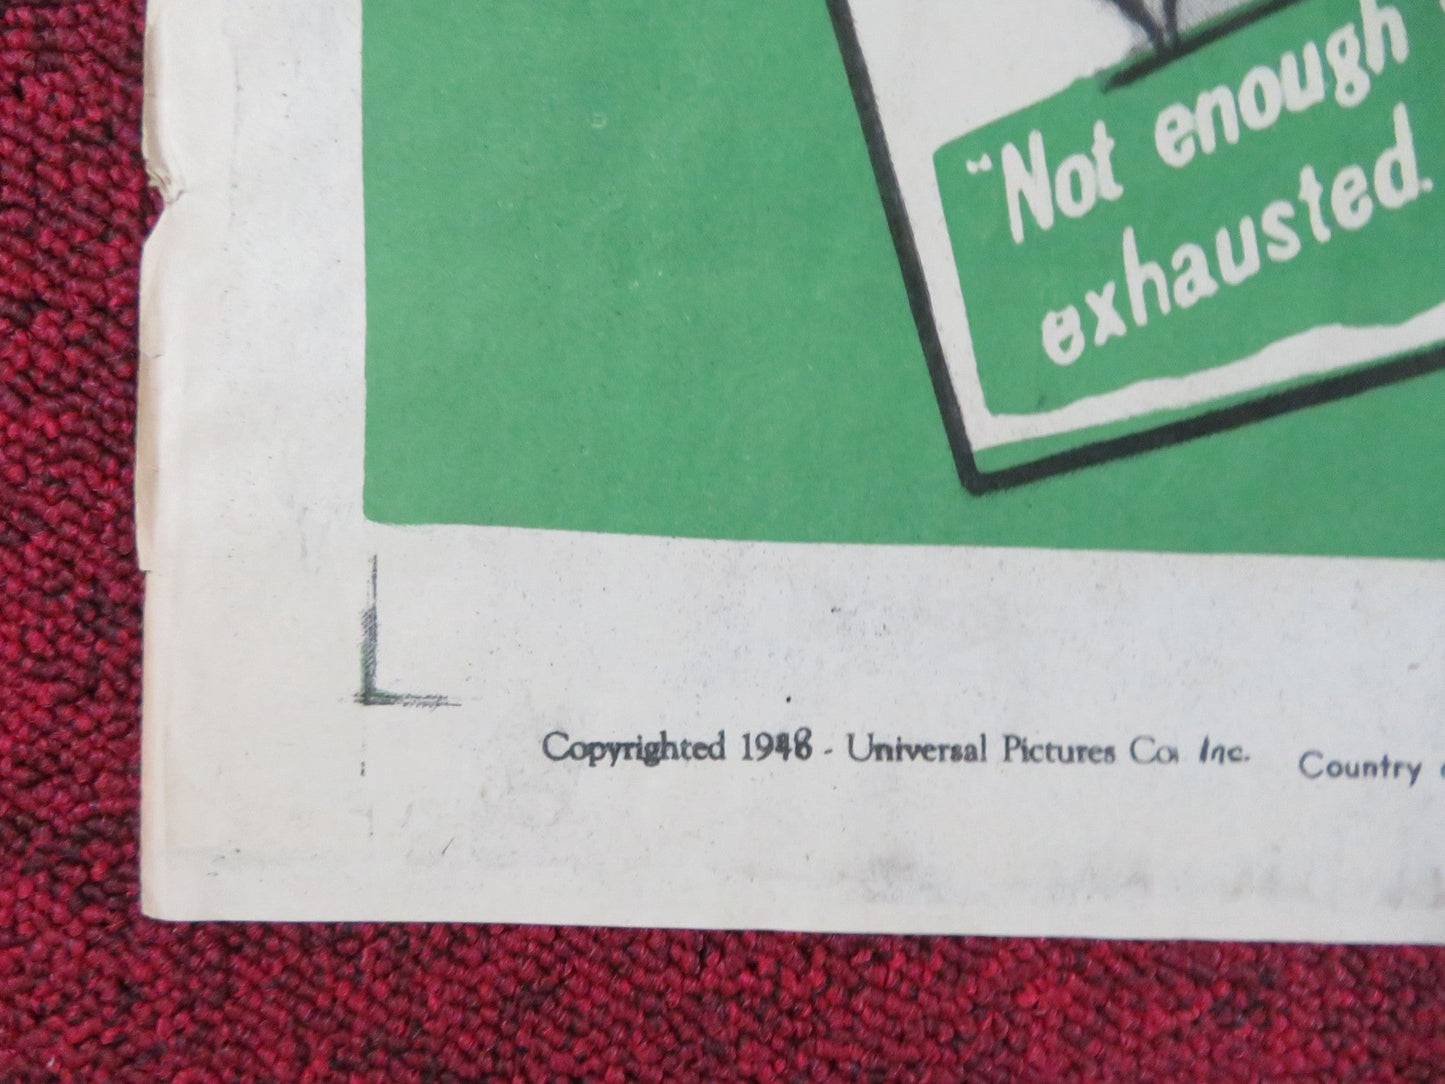 "Not enough
exhausted.
Copyrighted 1948 - Universal Pictures Co. Inc. Country